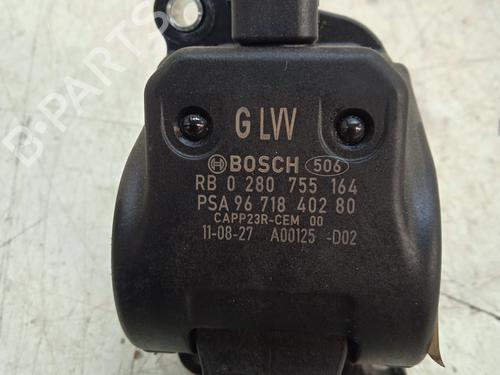 G LVV
BOSCH 506
RB 0 280 755 164
PSA 96 718 402 80
CAPP23R-CEM 00
11-08-27 A00125 -D02
B-PARTS